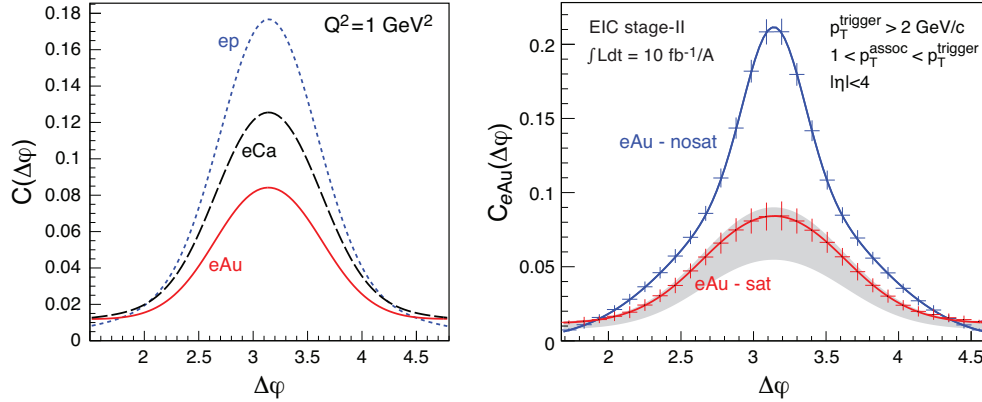 Q²=1 GeV²
ep
eCa
eAu
C(Δφ)
0.18
0.16
0.14
0.12
0.1
0.08
0.06
0.04
0.02
0
2 2.5 3 3.5 4 4.5
Δφ
EIC stage-II
∫Ldt = 10 fb⁻¹/A
p_T^trigger > 2 GeV/c
1 < p_T^assoc < p_T^trigger
|η|<4
eAu - nosat
eAu - sat
C_eAu(Δφ)
0.2
0.15
0.1
0.05
0
2 2.5 3 3.5 4 4.5
Δφ